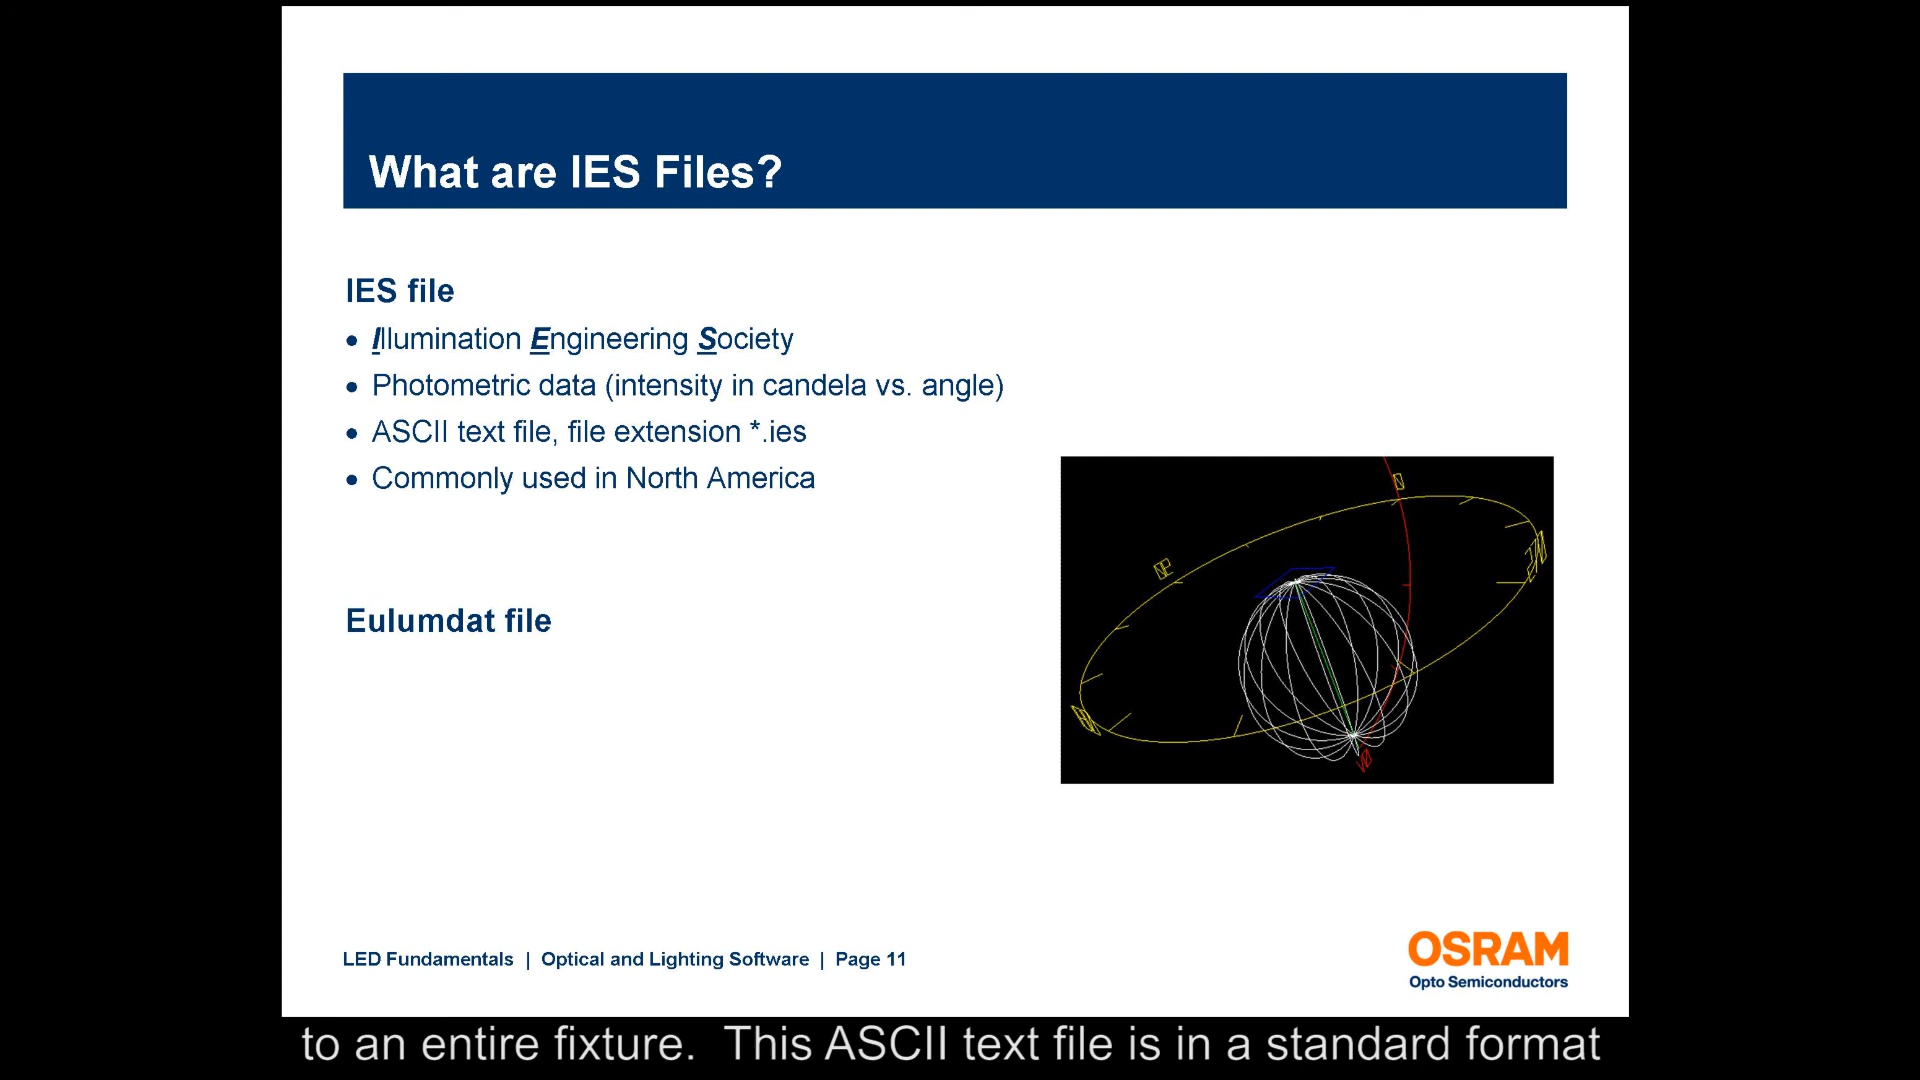 What are IES Files?
IES file
• Illumination Engineering Society
• Photometric data (intensity in candela vs. angle)
• ASCII text file, file extension *.ies
• Commonly used in North America
Eulumdat file
LED Fundamentals | Optical and Lighting Software | Page 11
OSRAM
Opto Semiconductors
to an entire fixture.  This ASCII text file is in a standard format